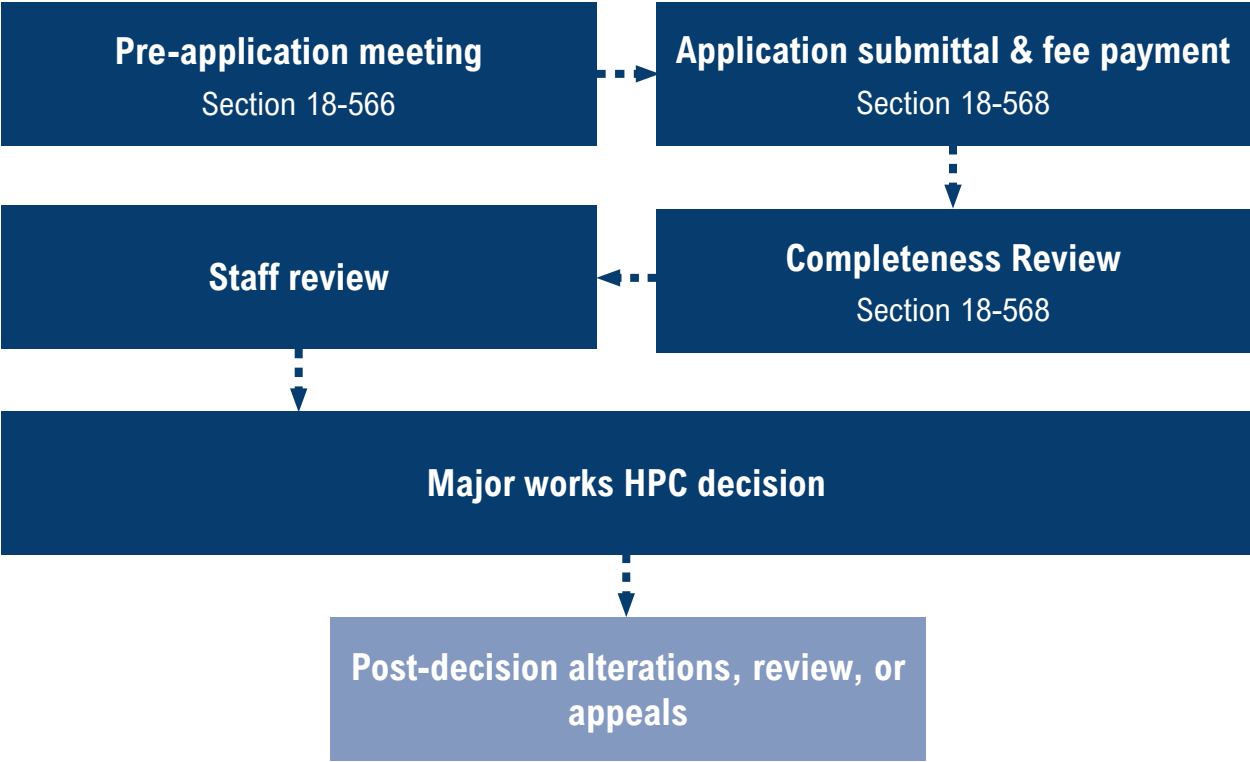 Pre-application meeting
Section 18-566
Application submittal & fee payment
Section 18-568
Completeness Review
Section 18-568
Staff review
Major works HPC decision
Post-decision alterations, review, or
appeals